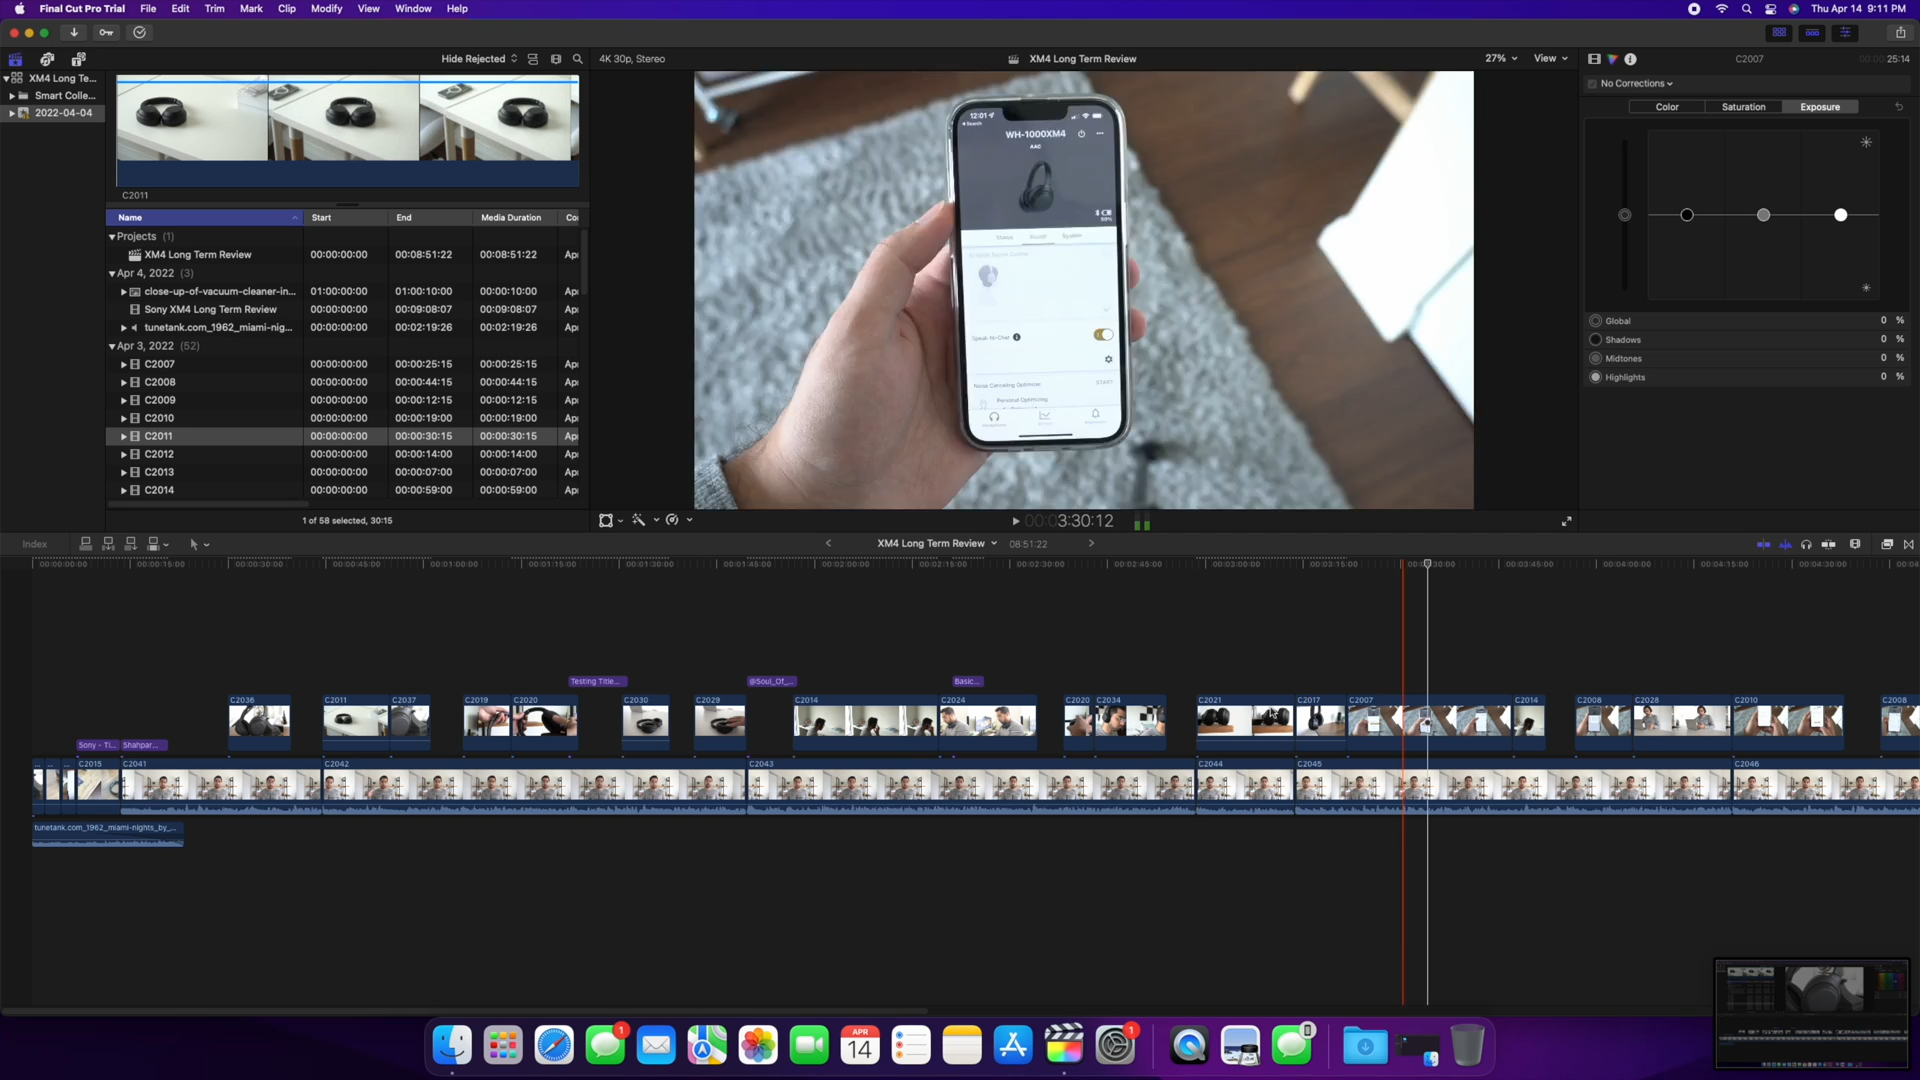 Final Cut Pro Trial File Edit Trim Mark Clip Modify View Window Help Thu Apr 14 9:11 PM
Hide Rejected 4K 30p, Stereo XM4 Long Term Review 27% View C2007 00:00:25:14
XM4 Long Te...
Smart Colle...
2022-04-04
No Corrections
Color Saturation Exposure
C2011
Name Start End Media Duration Co
Projects (1)
XM4 Long Term Review 00:00:00:00 00:08:51:22 00:08:51:22 Ap
Apr 4, 2022 (3)
close-up-of-vacuum-cleaner-in... 01:00:00:00 01:00:10:00 00:00:10:00 Ap
Sony XM4 Long Term Review 00:00:00:00 00:09:08:07 00:09:08:07 Ap
tunetank.com_1962_miami-nig... 00:00:00:00 00:02:19:26 00:02:19:26 Ap
Apr 3, 2022 (52)
C2007 00:00:00:00 00:00:25:15 00:00:25:15 Ap
C2008 00:00:00:00 00:00:44:15 00:00:44:15 Ap
C2009 00:00:00:00 00:00:12:15 00:00:12:15 Ap
C2010 00:00:00:00 00:00:19:00 00:00:19:00 Ap
C2011 00:00:00:00 00:00:30:15 00:00:30:15 Ap
C2012 00:00:00:00 00:00:14:00 00:00:14:00 Ap
C2013 00:00:00:00 00:00:07:00 00:00:07:00 Ap
C2014 00:00:00:00 00:00:59:00 00:00:59:00 Ap
1 of 58 selected, 30:15
12:01
Search
WH-1000XM4
AAC
50%
Status Sound System
Speak-to-Chat
Noise Canceling Optimizer START
Personal Optimizing
Global 0 %
Shadows 0 %
Midtones 0 %
Highlights 0 %
00:00:3:30:12
Index XM4 Long Term Review 08:51:22
00:00:00:00 00:00:15:00 00:00:30:00 00:00:45:00 00:01:00:00 00:01:15:00 00:01:30:00 00:01:45:00 00:02:00:00 00:02:15:00 00:02:30:00 00:02:45:00 00:03:00:00 00:03:15:00 00:03:30:00 00:03:45:00 00:04:00:00 00:04:15:00 00:04:30:00 00:04
Testing Title... @Soul_Of_... Basic...
C2036 C2011 C2037 C2019 C2020 C2030 C2029 C2014 C2024 C2020 C2034 C2021 C2017 C2007 C2014 C2008 C2028 C2010 C2008
Sony - Ti... Shahpar...
C2015 C2041 C2042 C2043 C2044 C2045 C2046
tunetank.com_1962_miami-nights_by_...
1
APR
14
1